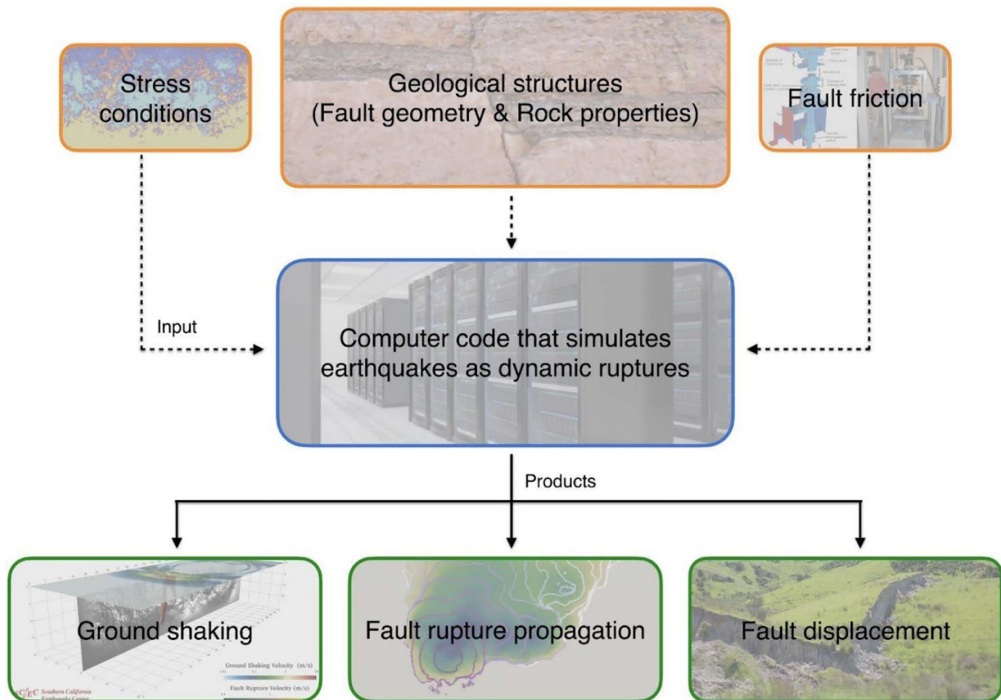 Stress
conditions
Geological structures
(Fault geometry & Rock properties)
Fault friction
Input
Computer code that simulates
earthquakes as dynamic ruptures
Products
Ground shaking
Fault rupture propagation
Fault displacement
Ground Shaking Velocity (m/s)
Fault Rupture Velocity (m/s)
Southern California
Earthquake Center